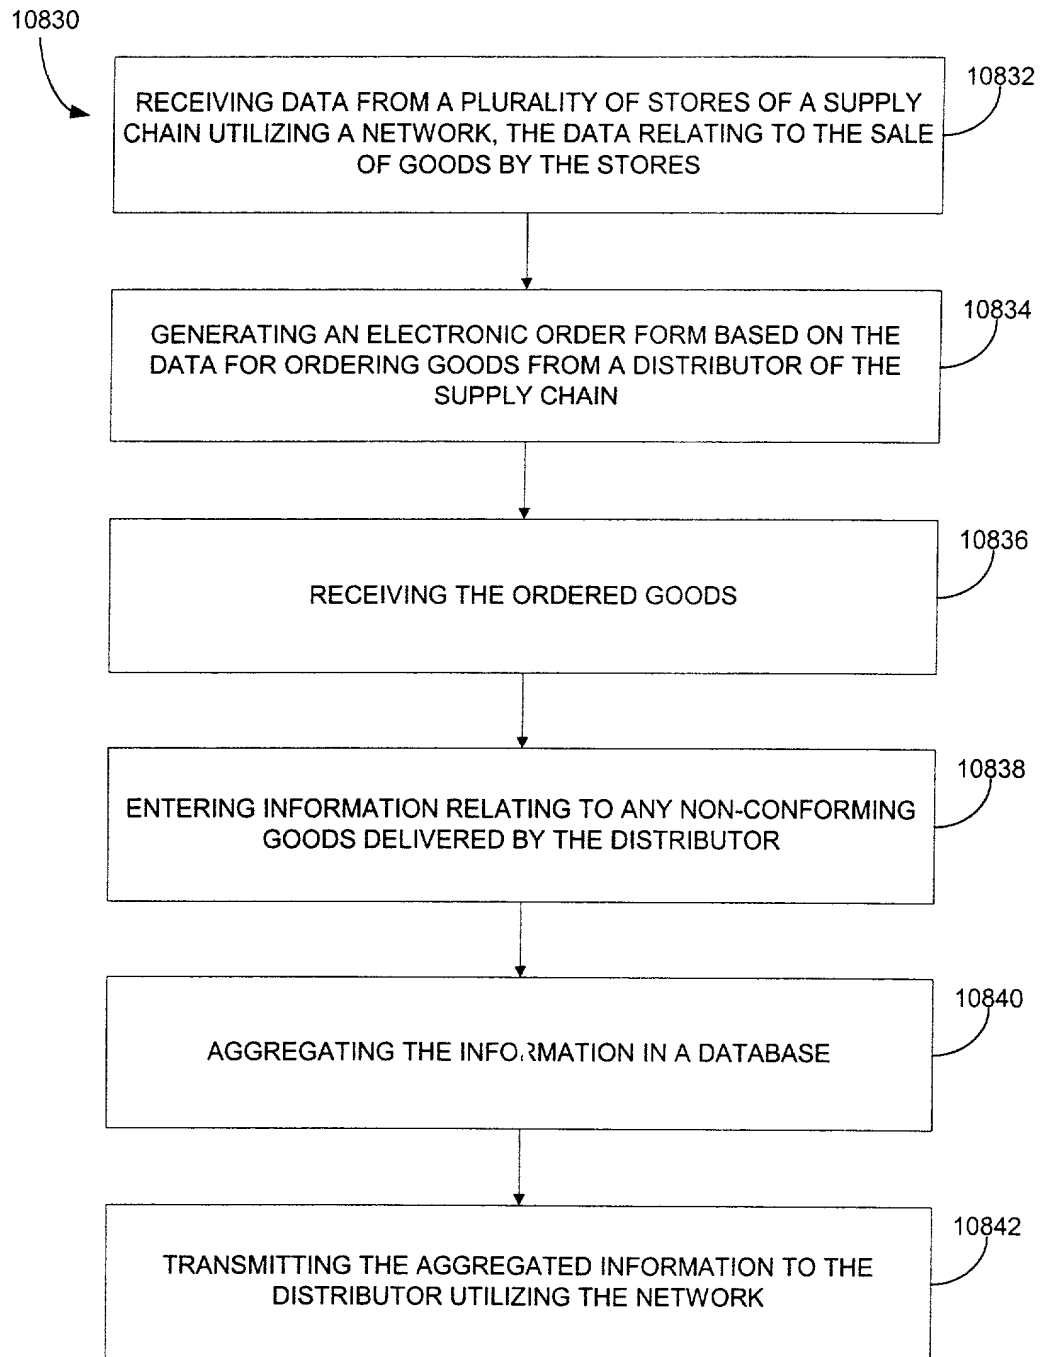 10830
10832
RECEIVING DATA FROM A PLURALITY OF STORES OF A SUPPLY
CHAIN UTILIZING A NETWORK, THE DATA RELATING TO THE SALE
OF GOODS BY THE STORES
10834
GENERATING AN ELECTRONIC ORDER FORM BASED ON THE
DATA FOR ORDERING GOODS FROM A DISTRIBUTOR OF THE
SUPPLY CHAIN
10836
RECEIVING THE ORDERED GOODS
10838
ENTERING INFORMATION RELATING TO ANY NON-CONFORMING
GOODS DELIVERED BY THE DISTRIBUTOR
10840
AGGREGATING THE INFORMATION IN A DATABASE
10842
TRANSMITTING THE AGGREGATED INFORMATION TO THE
DISTRIBUTOR UTILIZING THE NETWORK